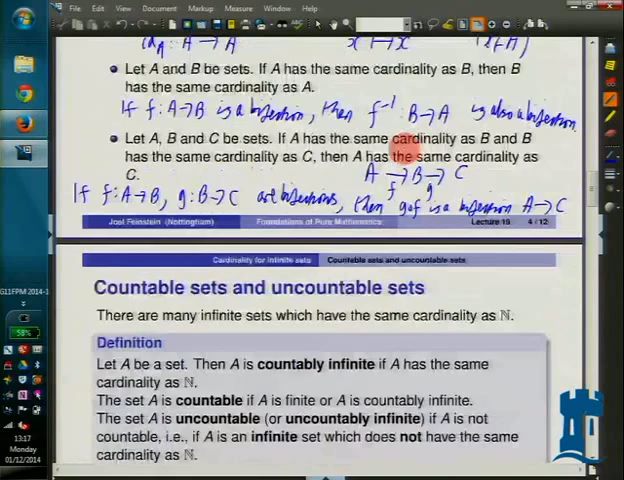 File Edit View Document Manager Window Help
id_A : A → A x ↦ x (x∈A)
• Let A and B be sets. If A has the same cardinality as B, then B
has the same cardinality as A.
If f: A→B is a bijection, then f⁻¹ : B→A is also a bijection.
• Let A, B and C be sets. If A has the same cardinality as B and B
has the same cardinality as C, then A has the same cardinality as
C.
A → B → C
f g
If f: A→B, g: B→C are bijections, then g∘f is a bijection A→C
Joel Feinstein (Nottingham) Foundations of Pure Mathematics Lecture 19 4 / 12
Cardinality for infinite sets Countable sets and uncountable sets
Countable sets and uncountable sets
There are many infinite sets which have the same cardinality as ℕ.
Definition
Let A be a set. Then A is countably infinite if A has the same
cardinality as ℕ.
The set A is countable if A is finite or A is countably infinite.
The set A is uncountable (or uncountably infinite) if A is not
countable, i.e., if A is an infinite set which does not have the same
cardinality as ℕ.
G11FPM 2014-1
58%
13:17
Monday
01/12/2014